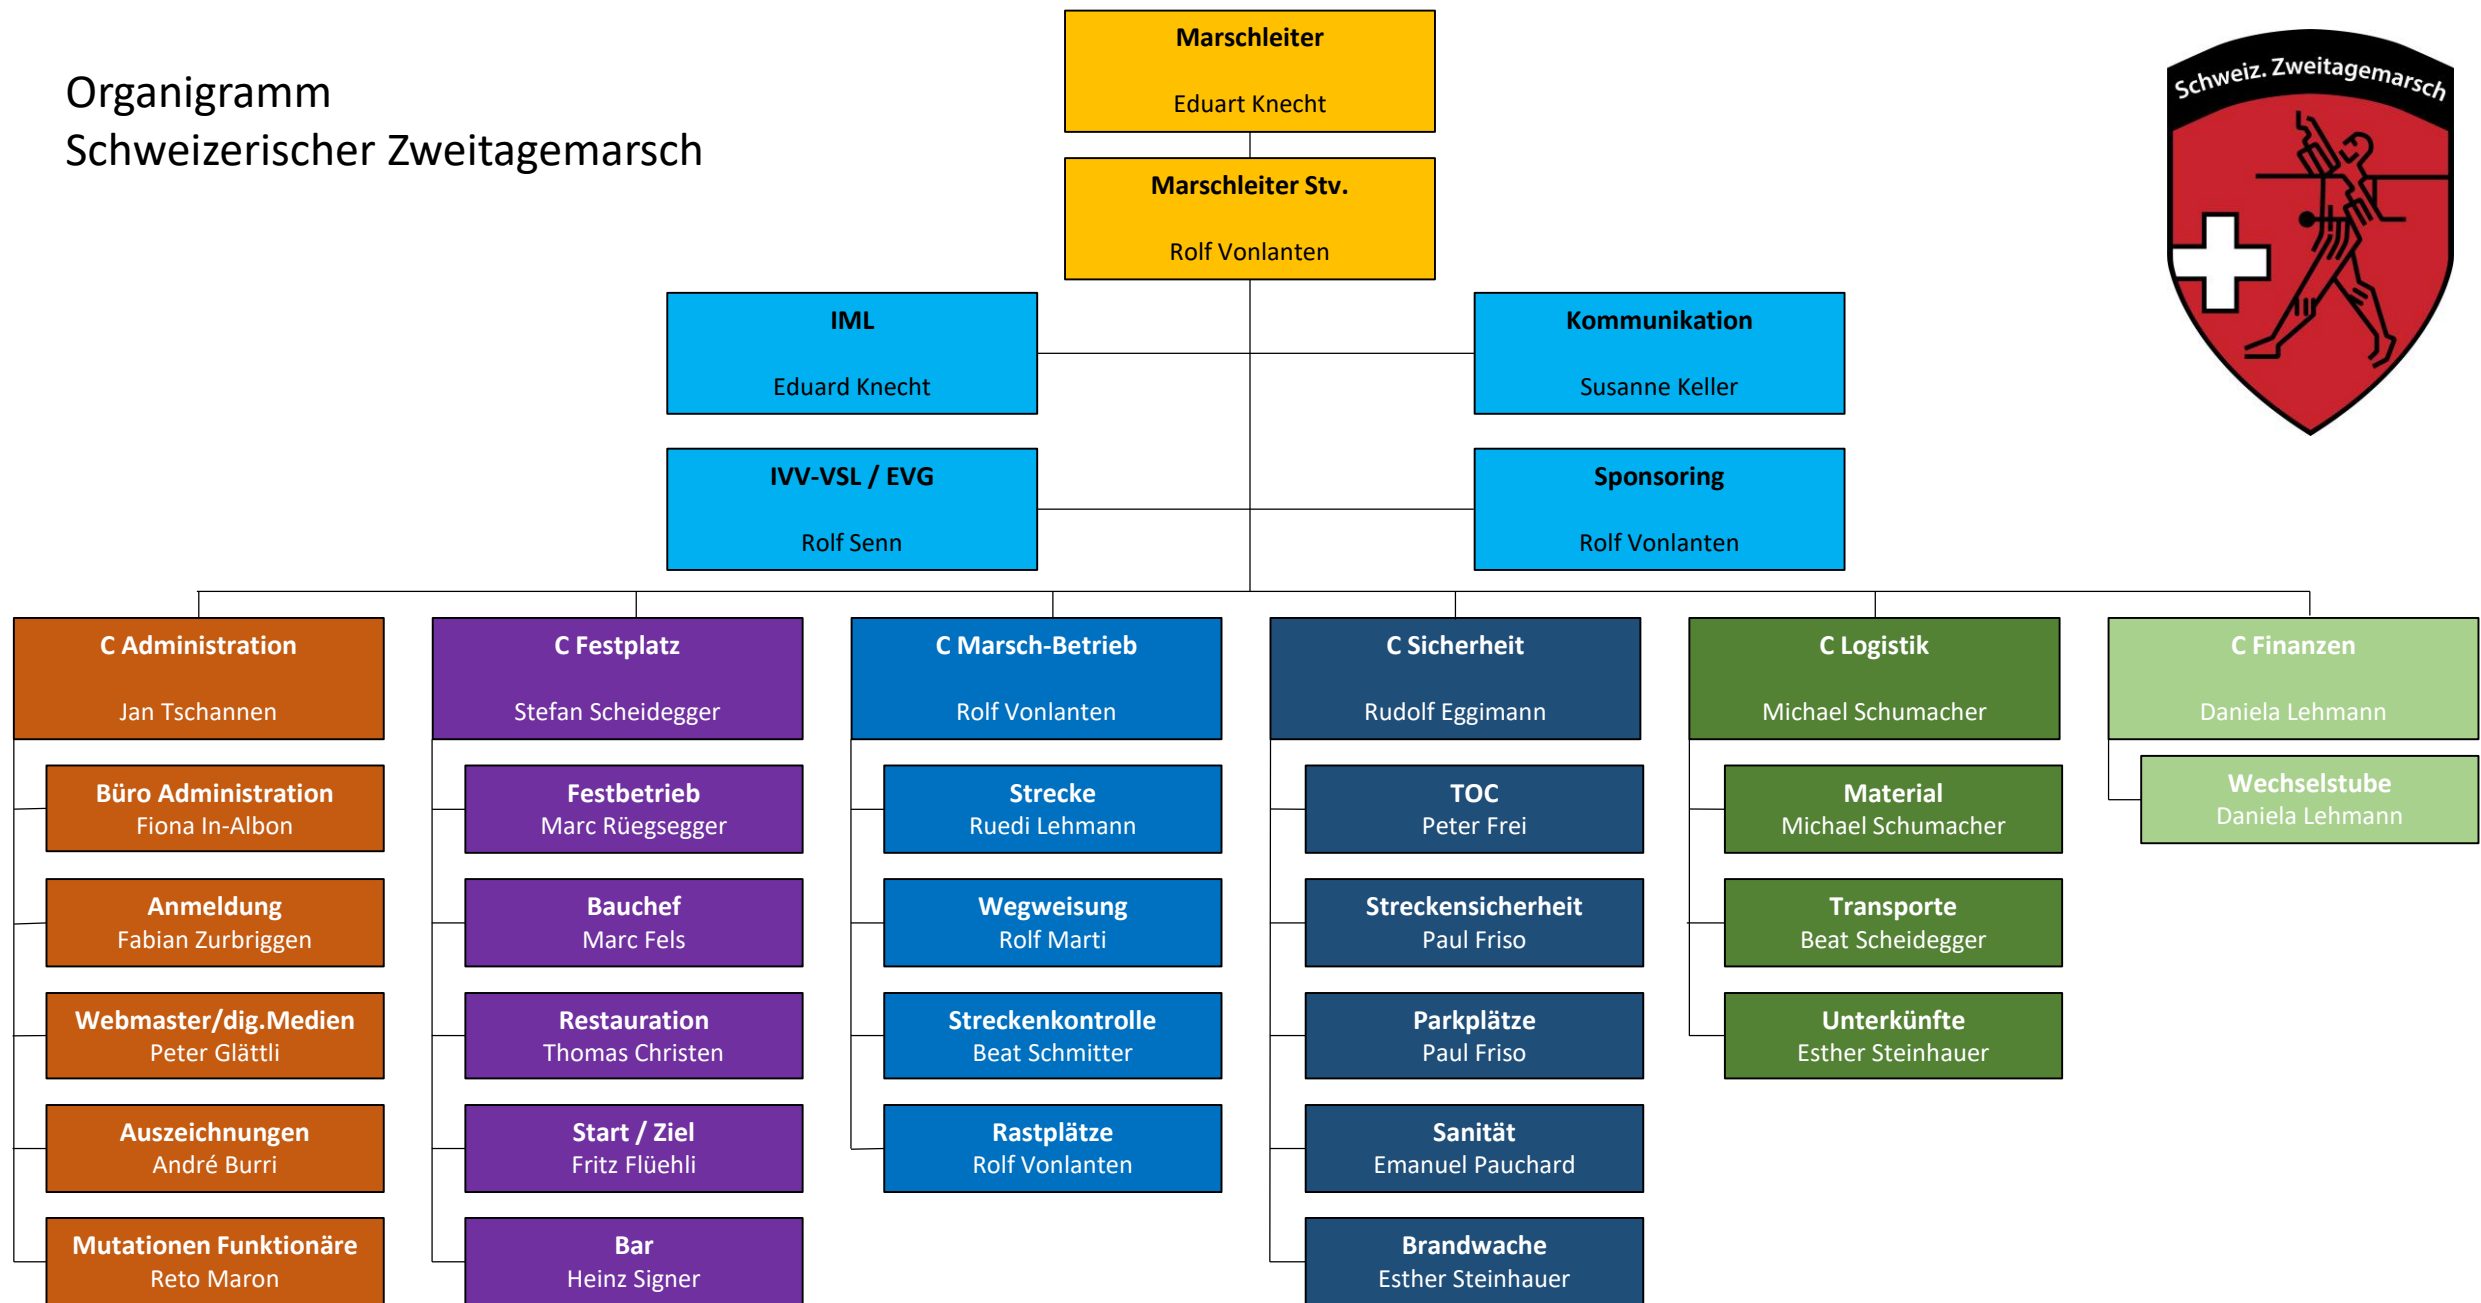 Organigramm
Schweizerischer Zweitagemarsch
Marschleiter
Eduart Knecht
Schweiz. Zweitagemarsch
Marschleiter Stv.
Rolf Vonlanten
IML
Eduard Knecht
Kommunikation
Susanne Keller
IVV-VSL / EVG
Rolf Senn
Sponsoring
Rolf Vonlanten
C Administration
Jan Tschannen
Büro Administration
Fiona In-Albon
Anmeldung
Fabian Zurbriggen
Webmaster/dig.Medien
Peter Glättli
Auszeichnungen
André Burri
Mutationen Funktionäre
Reto Maron
C Festplatz
Stefan Scheidegger
Festbetrieb
Marc Rüegsegger
Bauchef
Marc Fels
Restauration
Thomas Christen
Start / Ziel
Fritz Flüehli
Bar
Heinz Signer
C Marsch-Betrieb
Rolf Vonlanten
Strecke
Ruedi Lehmann
Wegweisung
Rolf Marti
Streckenkontrolle
Beat Schmitter
Rastplätze
Rolf Vonlanten
C Sicherheit
Rudolf Eggimann
TOC
Peter Frei
Streckensicherheit
Paul Friso
Parkplätze
Paul Friso
Sanität
Emanuel Pauchard
Brandwache
Esther Steinhauer
C Logistik
Michael Schumacher
Material
Michael Schumacher
Transporte
Beat Scheidegger
Unterkünfte
Esther Steinhauer
C Finanzen
Daniela Lehmann
Wechselstube
Daniela Lehmann